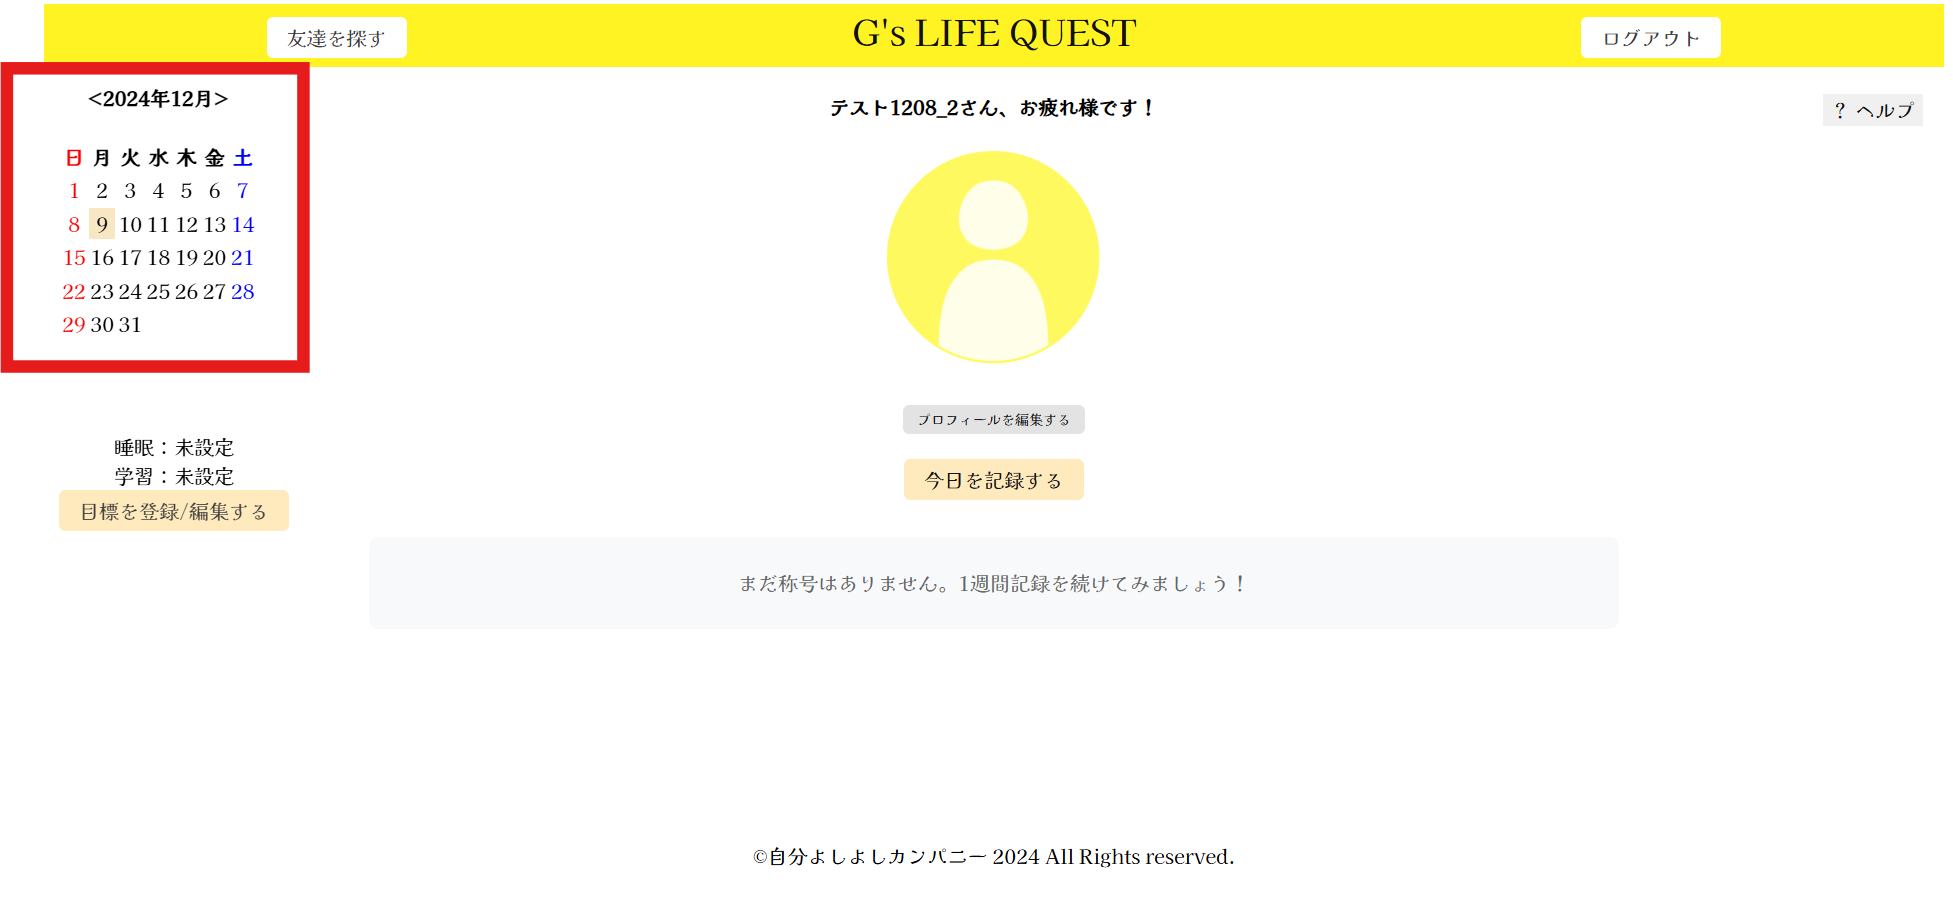 友達を探す
G's LIFE QUEST
ログアウト
<2024年12月>
日 月 火 水 木 金 土
1 2 3 4 5 6 7
8 9 10 11 12 13 14
15 16 17 18 19 20 21
22 23 24 25 26 27 28
29 30 31
睡眠：未設定
学習：未設定
目標を登録/編集する
テスト1208_2さん、お疲れ様です！
？ ヘルプ
プロフィールを編集する
今日を記録する
まだ称号はありません。1週間記録を続けてみましょう！
©自分よしよしカンパニー 2024 All Rights reserved.